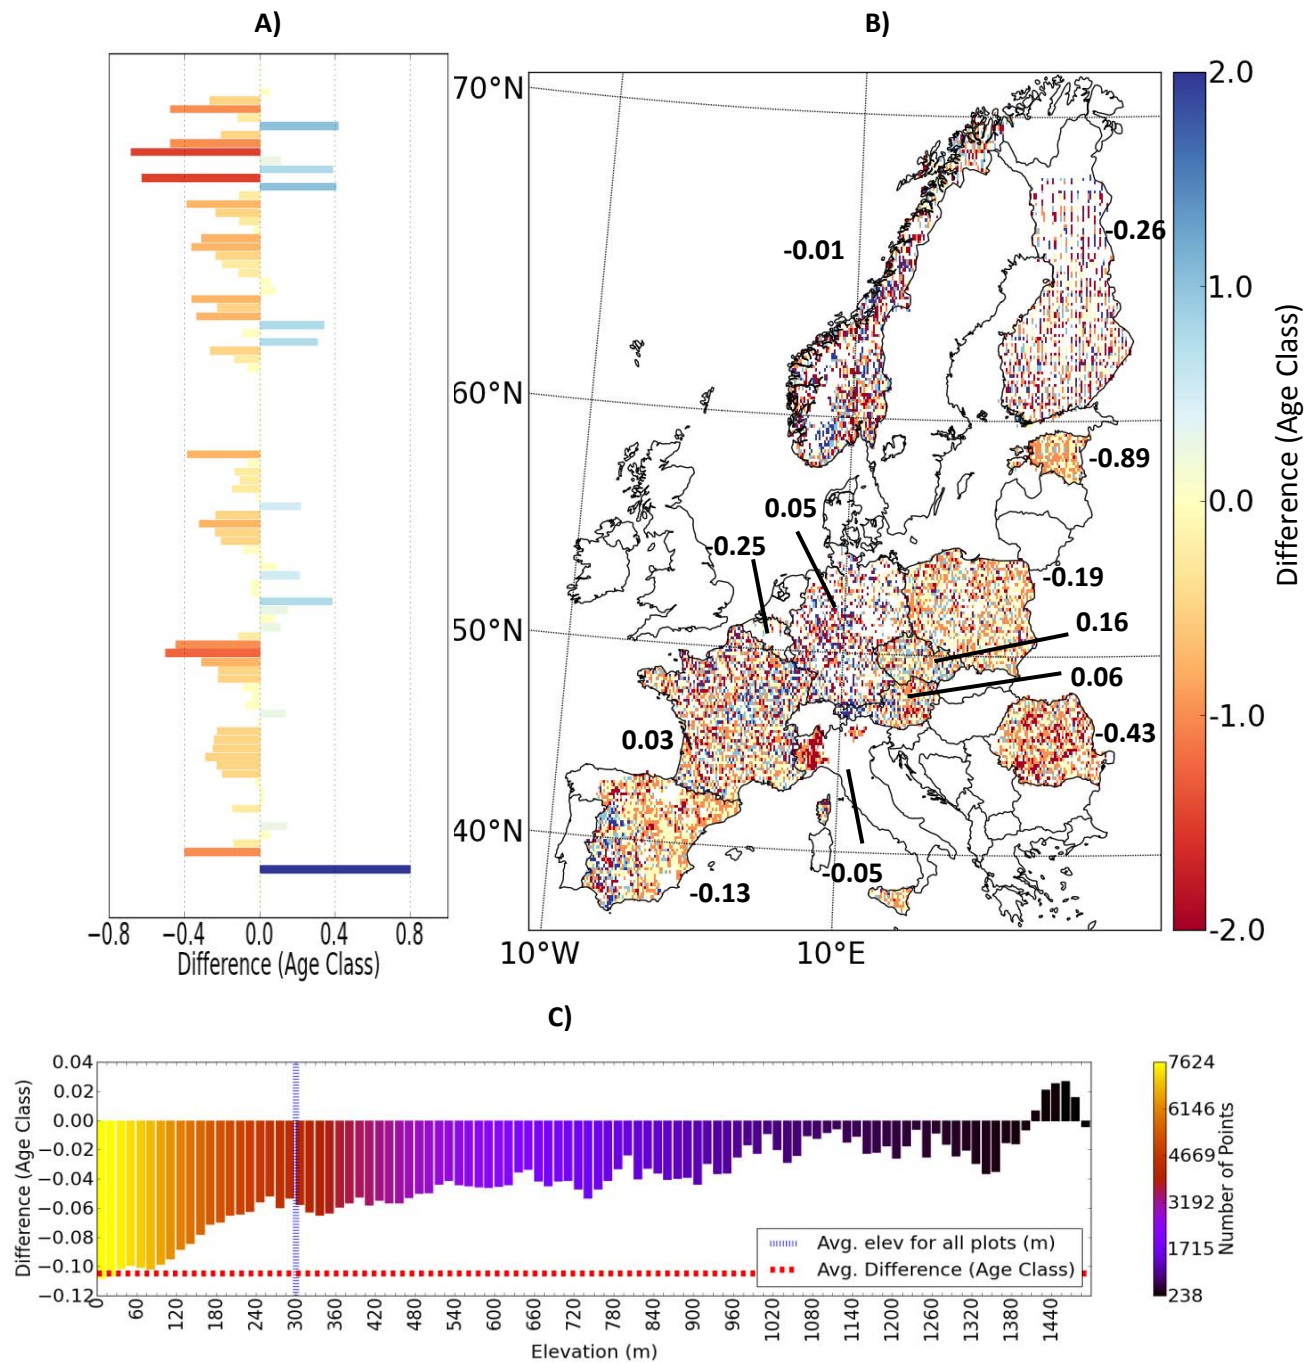 A)
B)
70°N
60°N
50°N
40°N
10°W
10°E
-0.01
-0.26
-0.89
0.05
-0.25
-0.19
0.16
0.06
0.03
-0.43
-0.05
-0.13
2.0
1.0
0.0
-1.0
-2.0
Difference (Age Class)
−0.8 −0.4 0.0 0.4 0.8
Difference (Age Class)
C)
0.04
0.02
0.00
−0.02
−0.04
−0.06
−0.08
−0.10
−0.12
Difference (Age Class)
0 60 120 180 240 300 360 420 480 540 600 660 720 780 840 900 960 1020 1080 1140 1200 1260 1320 1380 1440
Elevation (m)
Avg. elev for all plots (m)
Avg. Difference (Age Class)
7624
6146
4669
3192
1715
238
Number of Points